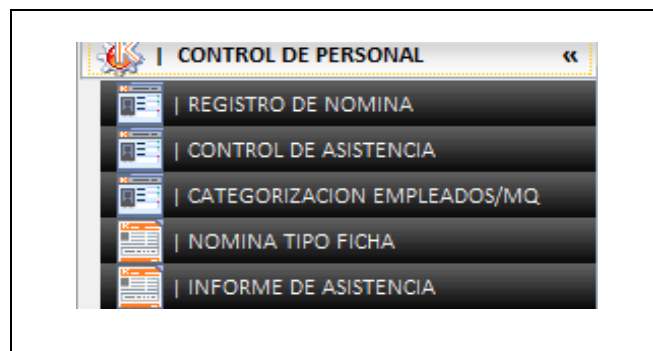 | CONTROL DE PERSONAL «
| REGISTRO DE NOMINA
| CONTROL DE ASISTENCIA
| CATEGORIZACION EMPLEADOS/MQ
| NOMINA TIPO FICHA
| INFORME DE ASISTENCIA